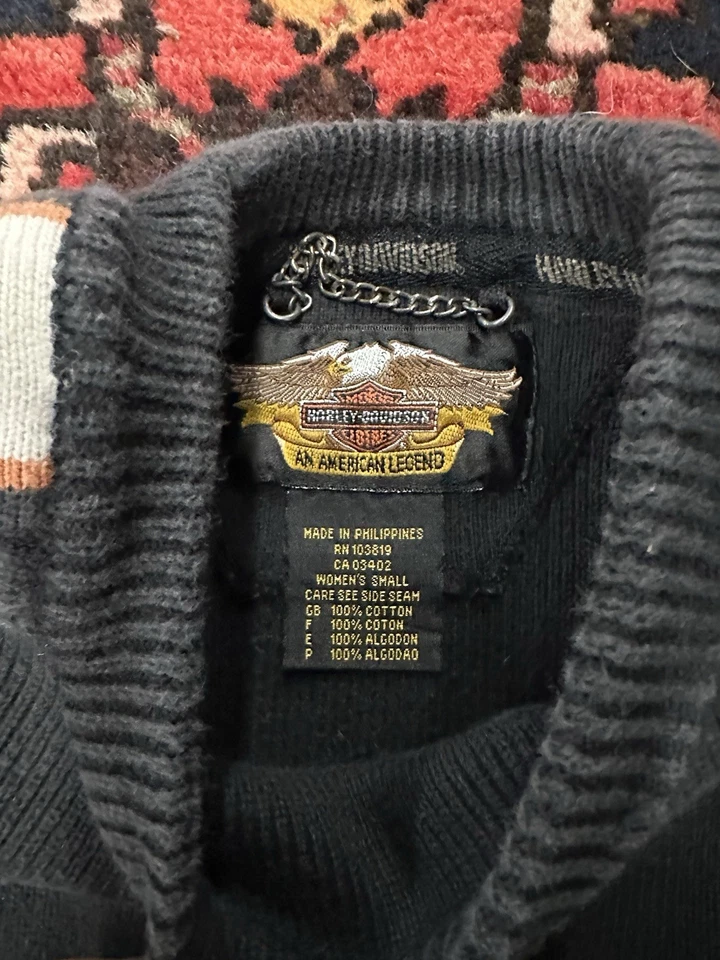 Y-DAVIDSON
HARLEY-DAVIDSON
AN AMERICAN LEGEND
MADE IN PHILIPPINES
RN 103819
CA 03402
WOMEN'S SMALL
CARE SEE SIDE SEAM
GB 100% COTTON
F 100% COTON
E 100% ALGODON
P 100% ALGODAO